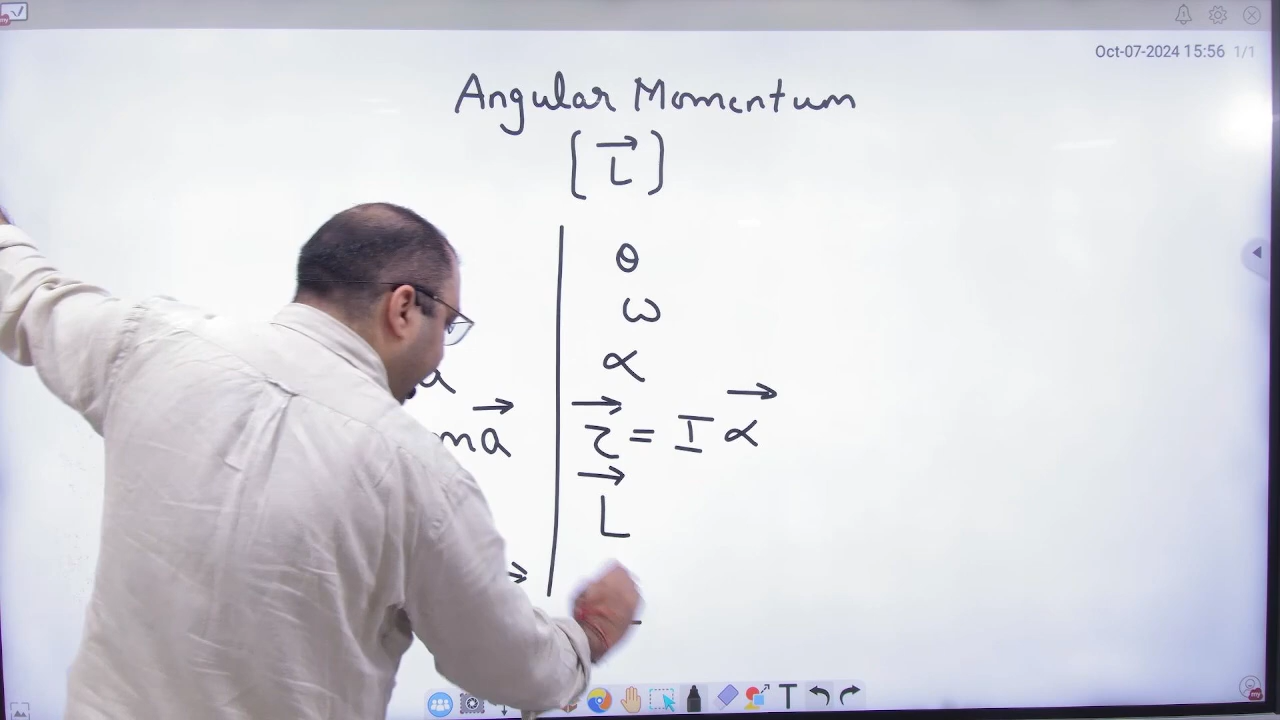 Oct-07-2024 15:56 1/1
Angular Momentum
[L⃗]
θ
ω
a
α
ma⃗
τ⃗ = I α⃗
L⃗
T